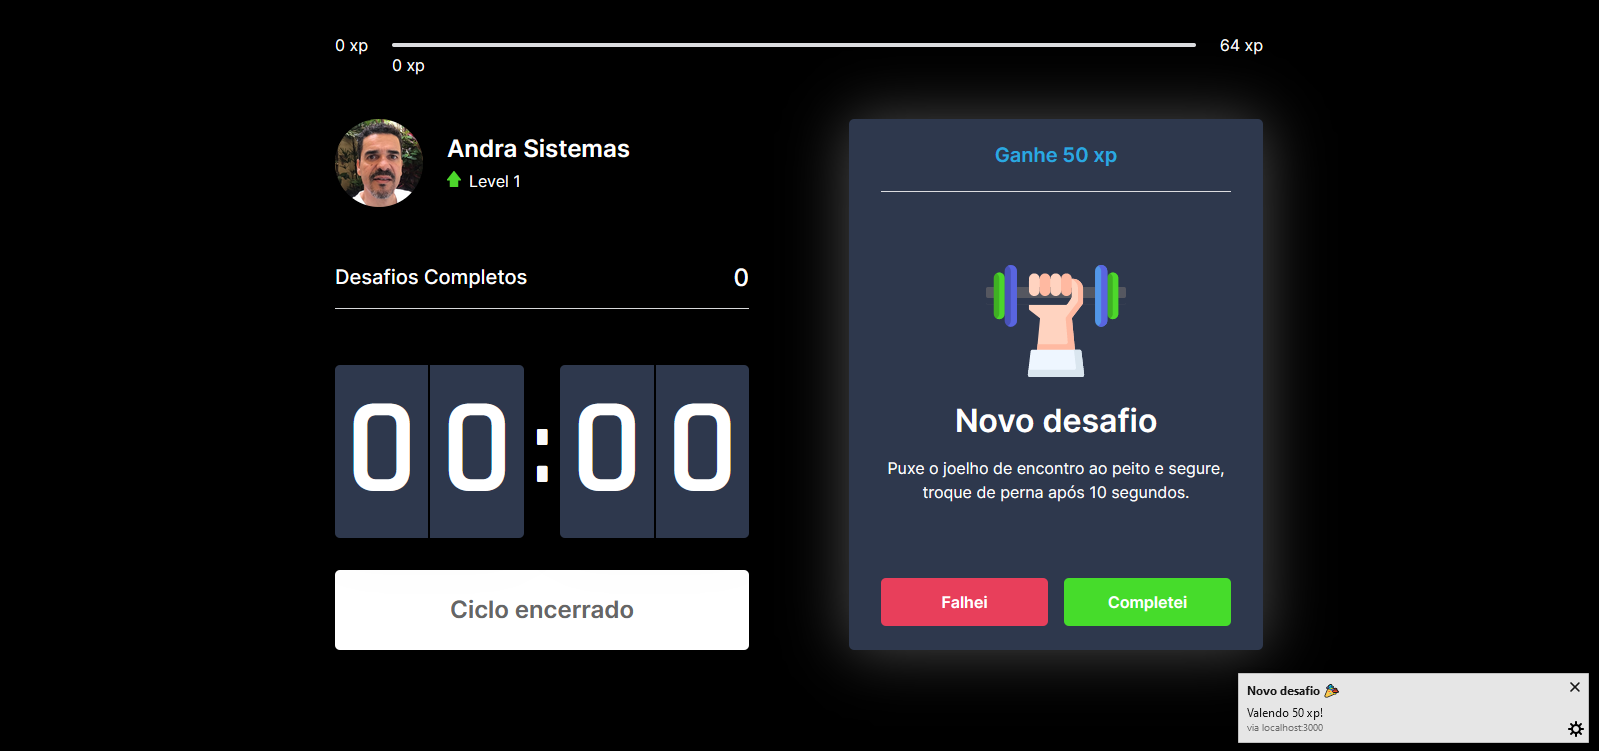 0 xp
64 xp
0 xp
Andra Sistemas
Level 1
Desafios Completos
0
00:00
Ciclo encerrado
Ganhe 50 xp
Novo desafio
Puxe o joelho de encontro ao peito e segure,
troque de perna após 10 segundos.
Falhei
Completei
Novo desafio 🎉
Valendo 50 xp!
via localhost:3000